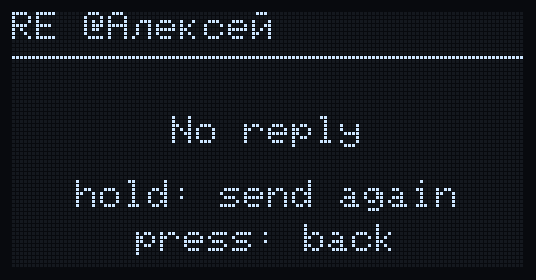 RE @Алексей
No reply
hold: send again
press: back